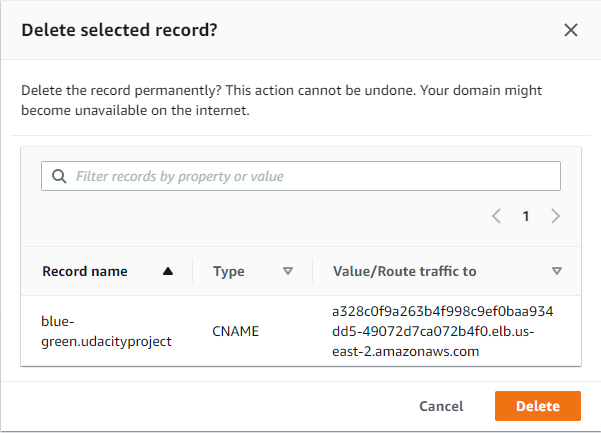 Delete selected record?
Delete the record permanently? This action cannot be undone. Your domain might
become unavailable on the internet.
Filter records by property or value
1
Record name
Type
Value/Route traffic to
blue-
green.udacityproject
CNAME
a328c0f9a263b4f998c9ef0baa934
dd5-49072d7ca072b4f0.elb.us-
east-2.amazonaws.com
Cancel
Delete